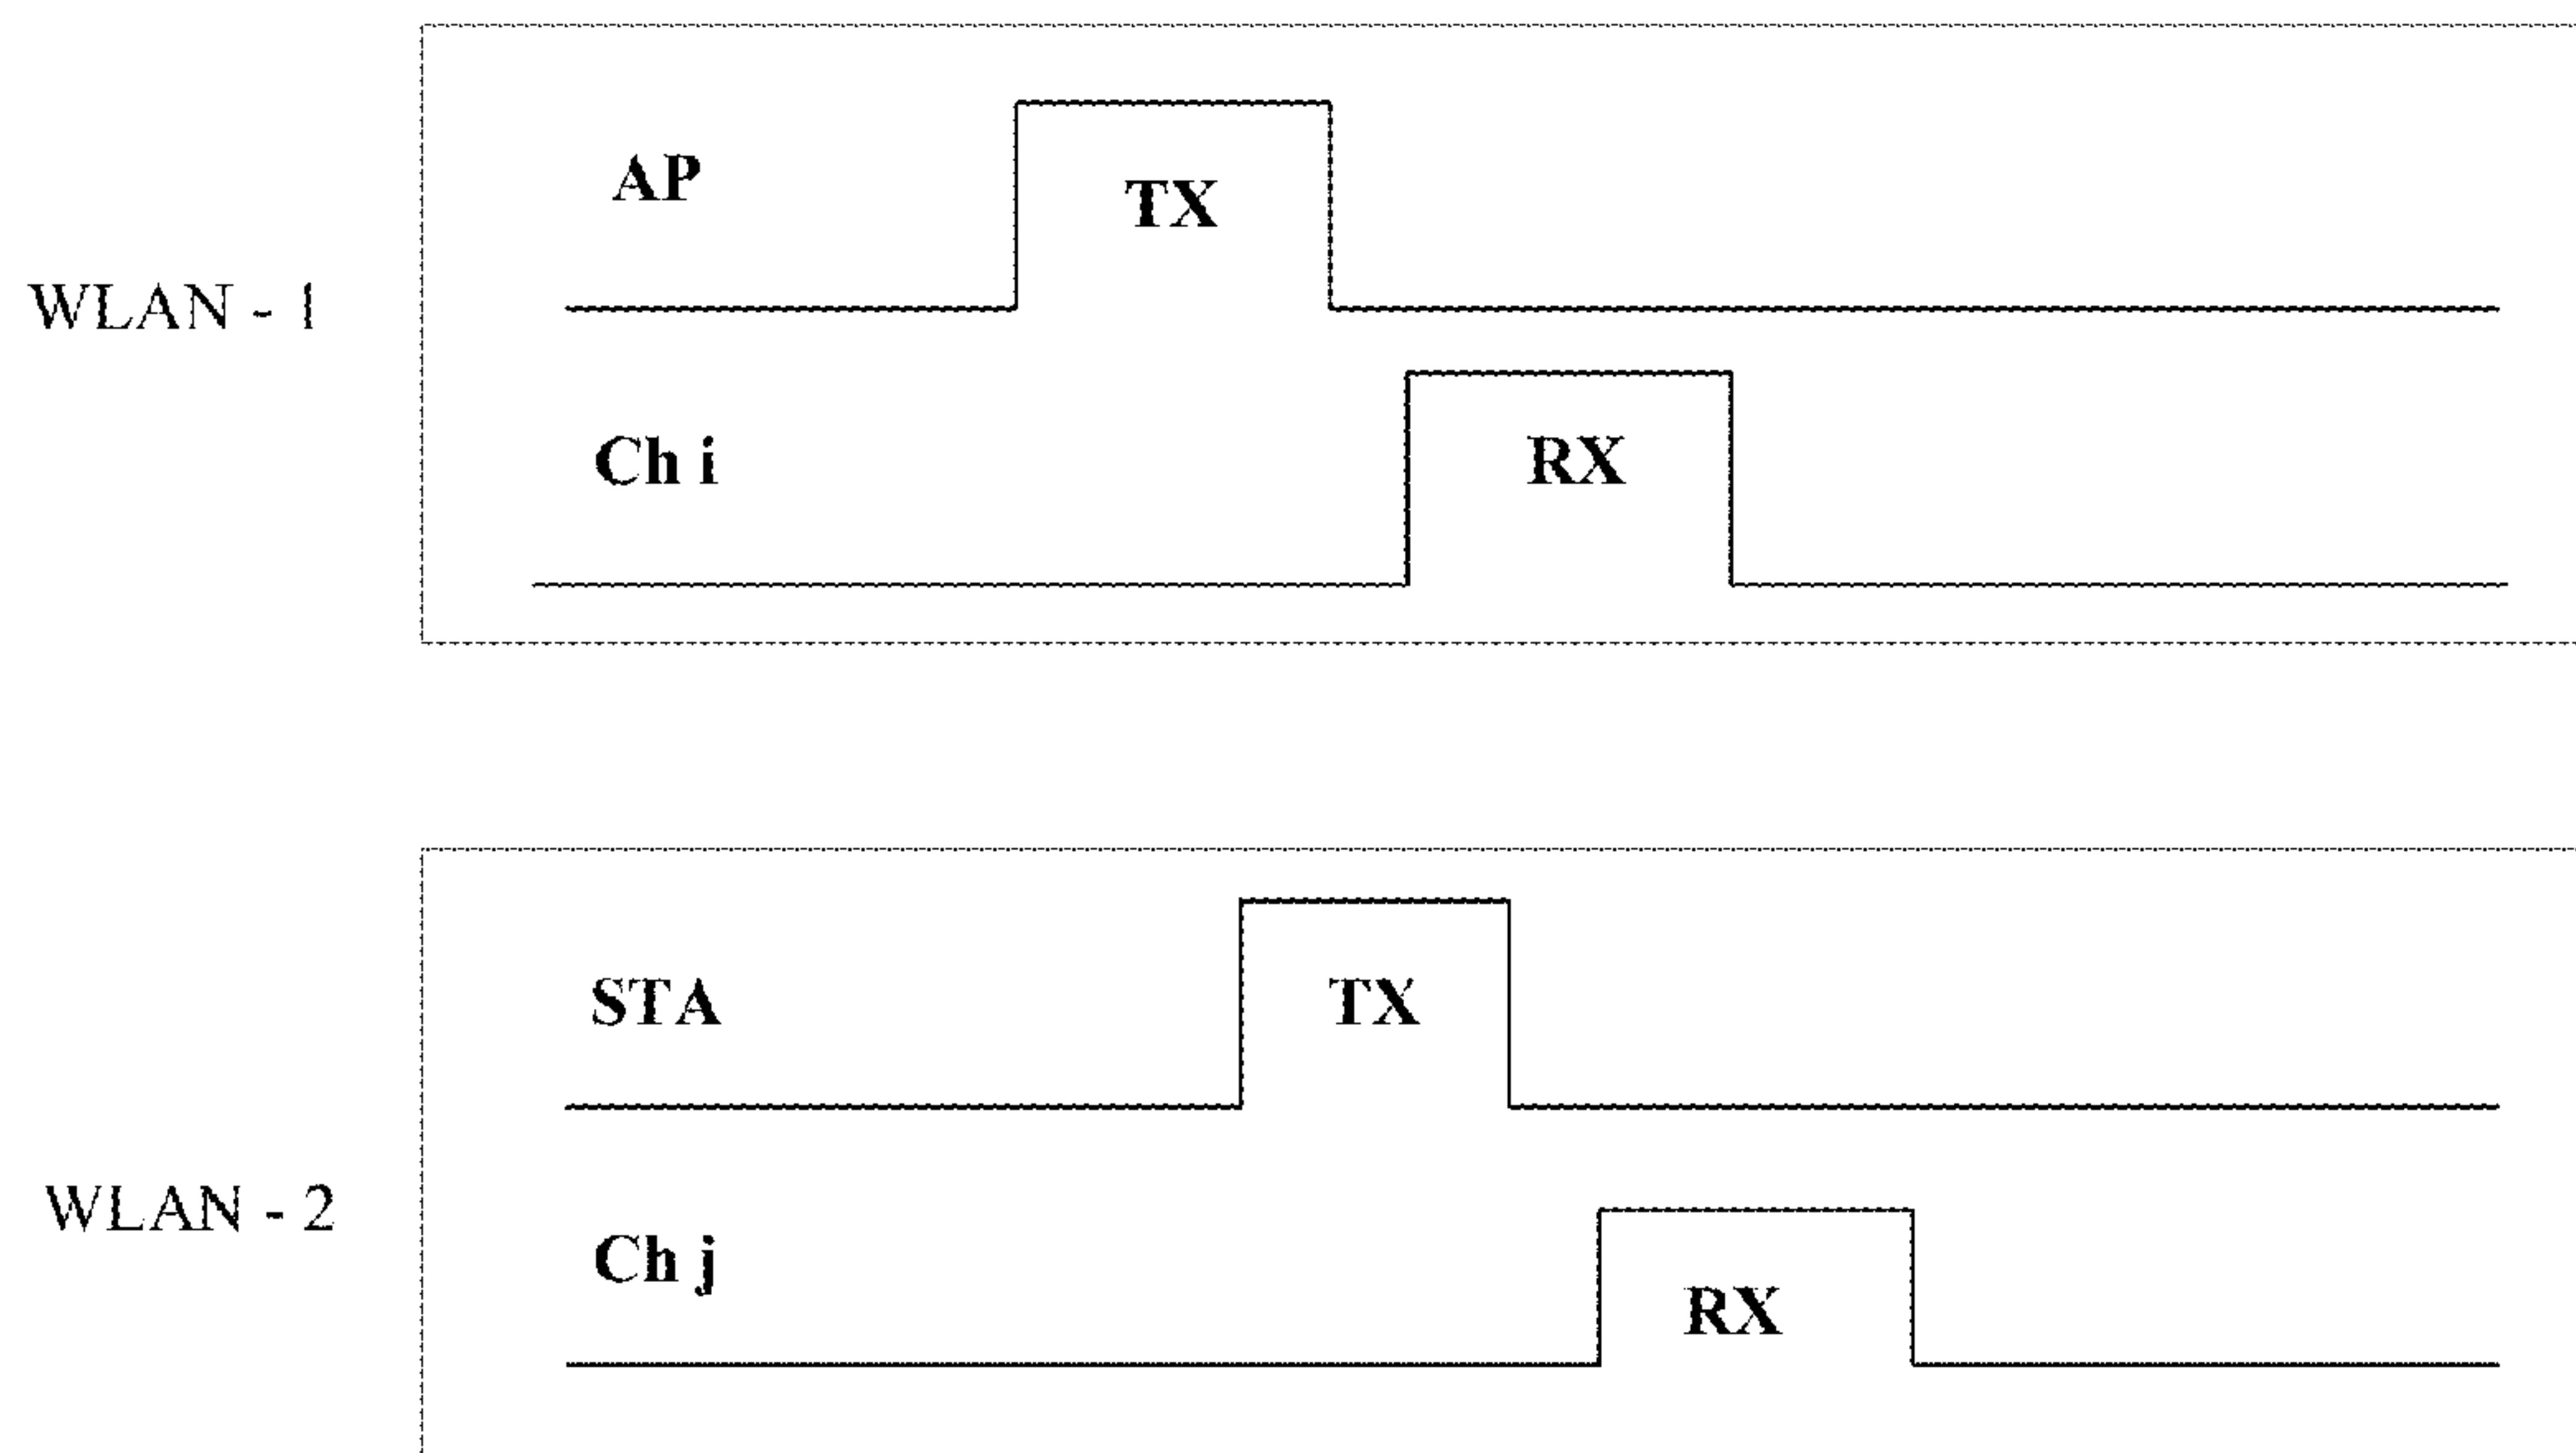 AP
TX
WLAN - 1
Ch i
RX
STA
TX
WLAN - 2
Ch j
RX